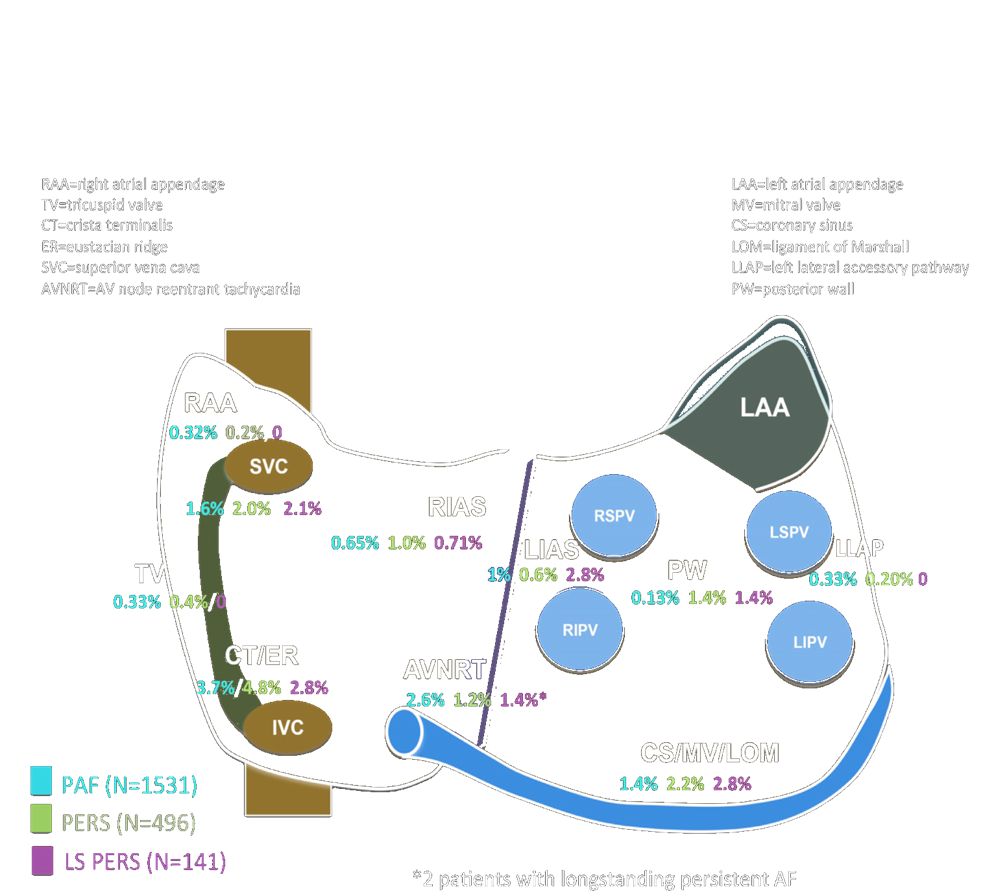 RAA=right atrial appendage
TV=tricuspid valve
CT=crista terminalis
ER=eustacian ridge
SVC=superior vena cava
AVNRT=AV node reentrant tachycardia
LAA=left atrial appendage
MV=mitral valve
CS=coronary sinus
LOM=ligament of Marshall
LLAP=left lateral accessory pathway
PW=posterior wall
RAA
0.32% 0.2%/0
SVC
1.6% 2.0% 2.1%
LAA
RIAS
0.65% 1.0% 0.71%
RSPV
LSPV
LIAS
1% 0.6% 2.8%
PW
0.13% 1.4% 1.4%
LLAP
0.33% 0.20% 0
TV
0.33% 0.4%/0
RIPV
LIPV
CT/ER
3.7%/4.8% 2.8%
AVNRT
2.6% 1.2% 1.4%*
IVC
CS/MV/LOM
1.4% 2.2% 2.8%
PAF (N=1531)
PERS (N=496)
LS PERS (N=141)
*2 patients with longstanding persistent AF